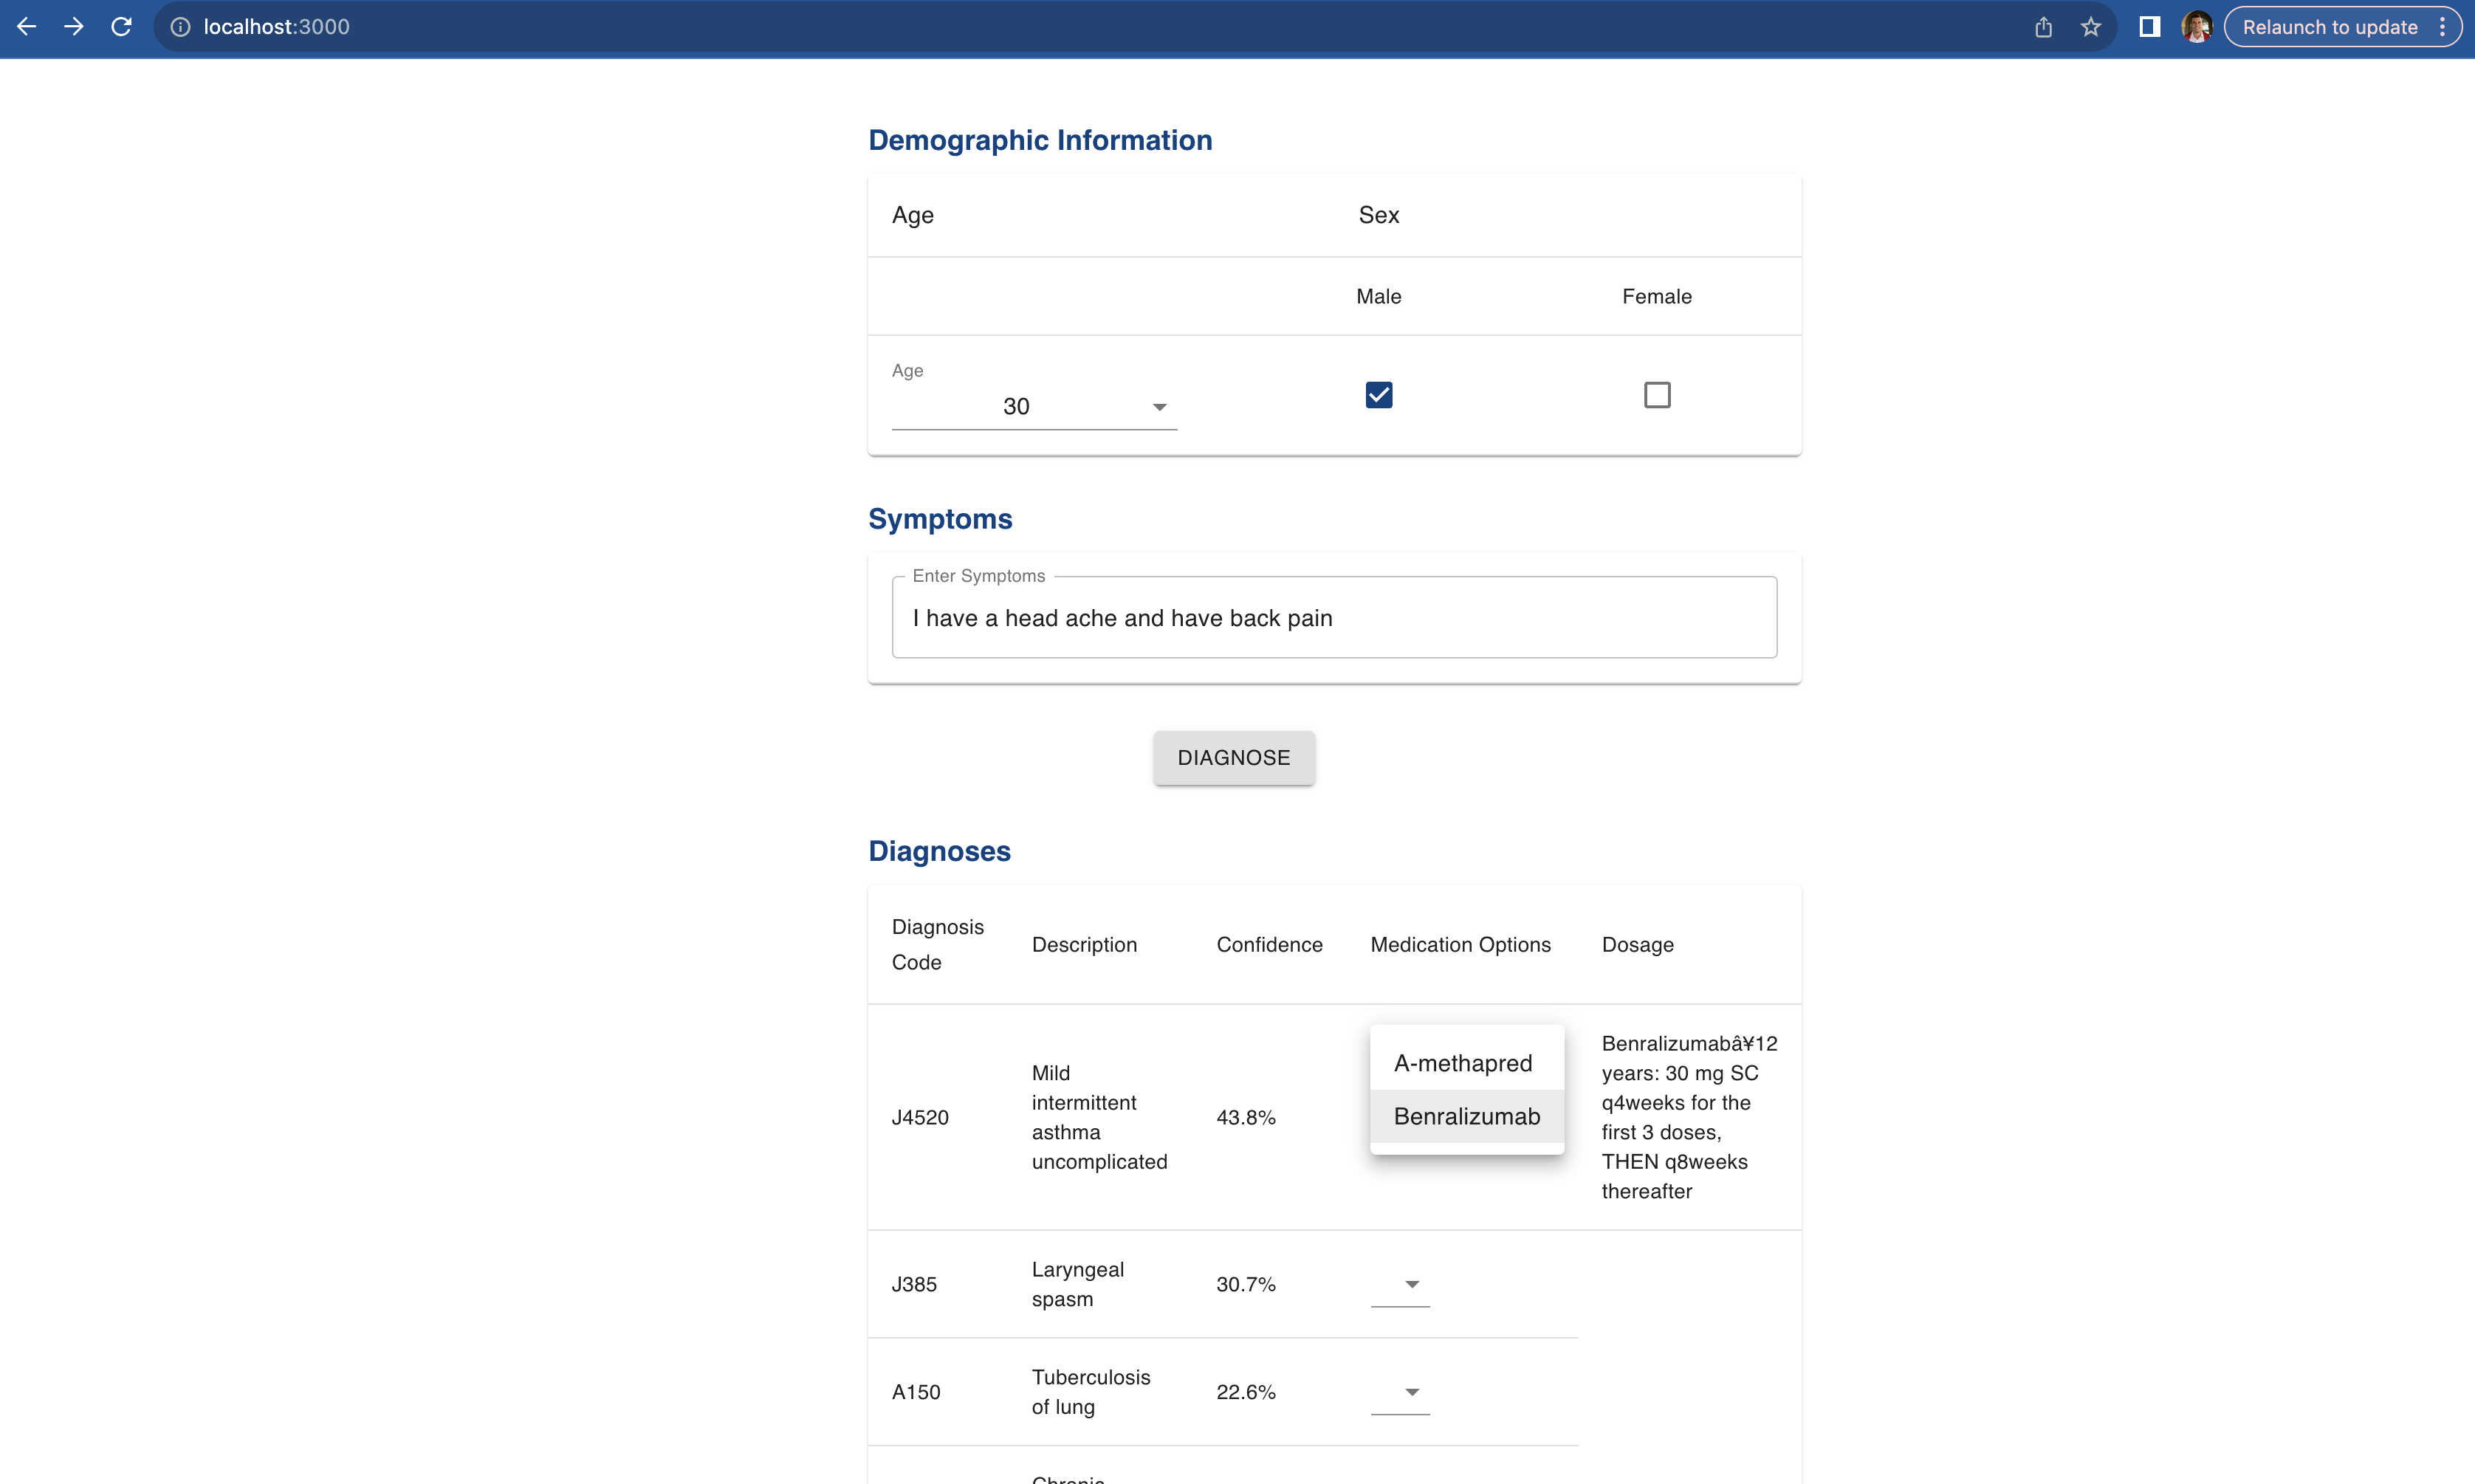 localhost:3000
Relaunch to update
Demographic Information
Age Sex
Male Female
Age
30
Symptoms
Enter Symptoms
I have a head ache and have back pain
DIAGNOSE
Diagnoses
Diagnosis Code Description Confidence Medication Options Dosage
J4520
Mild
intermittent
asthma
uncomplicated
43.8%
A-methapred
Benralizumab
Benralizumabâ¥12
years: 30 mg SC
q4weeks for the
first 3 doses,
THEN q8weeks
thereafter
J385
Laryngeal
spasm
30.7%
A150
Tuberculosis
of lung
22.6%